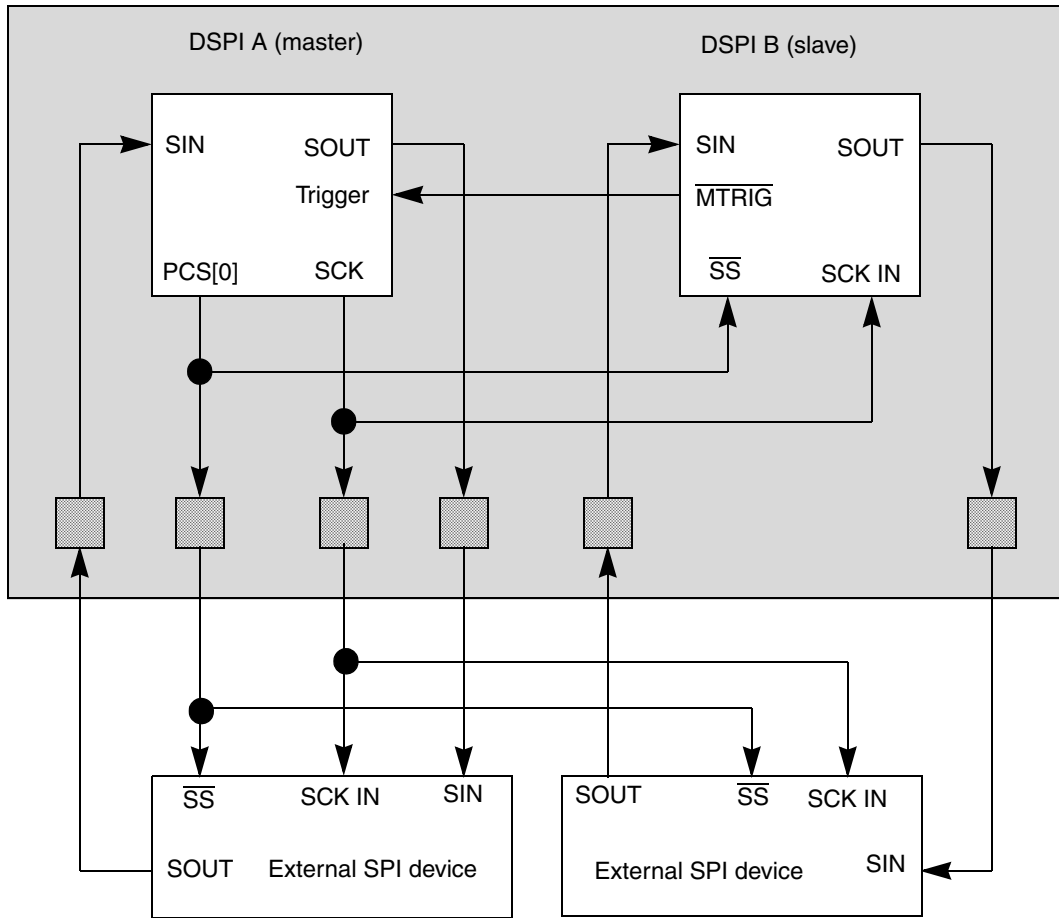 DSPI A (master)
DSPI B (slave)
SIN
SOUT
Trigger
PCS[0]
SCK
SIN
SOUT
MTRIG
SS
SCK IN
SS
SCK IN
SIN
SOUT
External SPI device
SOUT
SS
SCK IN
External SPI device
SIN